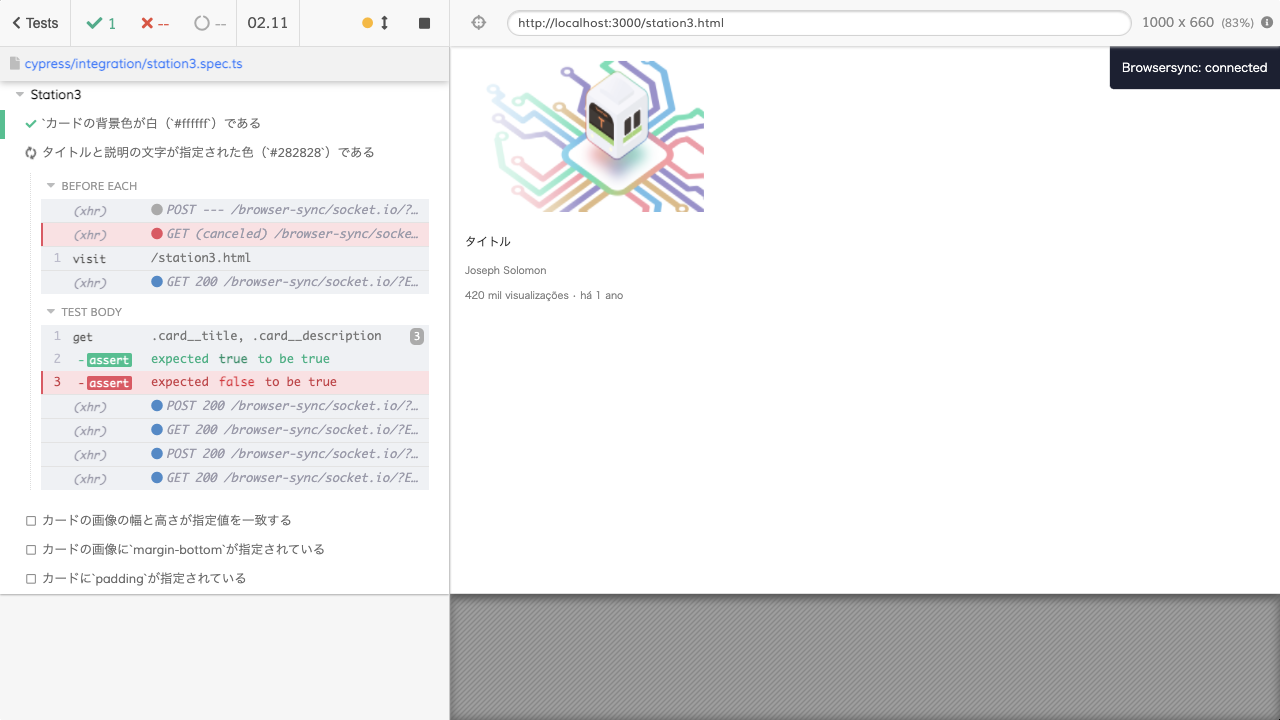 Tests
1
--
--
02.11
http://localhost:3000/station3.html
1000 x 660 (83%)
cypress/integration/station3.spec.ts
Browsersync: connected
Station3
`カードの背景色が白（`#ffffff`）である
タイトルと説明の文字が指定された色（`#282828`）である
BEFORE EACH
(xhr) POST --- /browser-sync/socket.io/?…
(xhr) GET (canceled) /browser-sync/socke…
1 visit /station3.html
(xhr) GET 200 /browser-sync/socket.io/?E…
TEST BODY
1 get .card__title, .card__description 3
2 -assert expected true to be true
3 -assert expected false to be true
(xhr) POST 200 /browser-sync/socket.io/?…
(xhr) GET 200 /browser-sync/socket.io/?E…
(xhr) POST 200 /browser-sync/socket.io/?…
(xhr) GET 200 /browser-sync/socket.io/?E…
カードの画像の幅と高さが指定値を一致する
カードの画像に`margin-bottom`が指定されている
カードに`padding`が指定されている
T
タイトル
Joseph Solomon
420 mil visualizações · há 1 ano